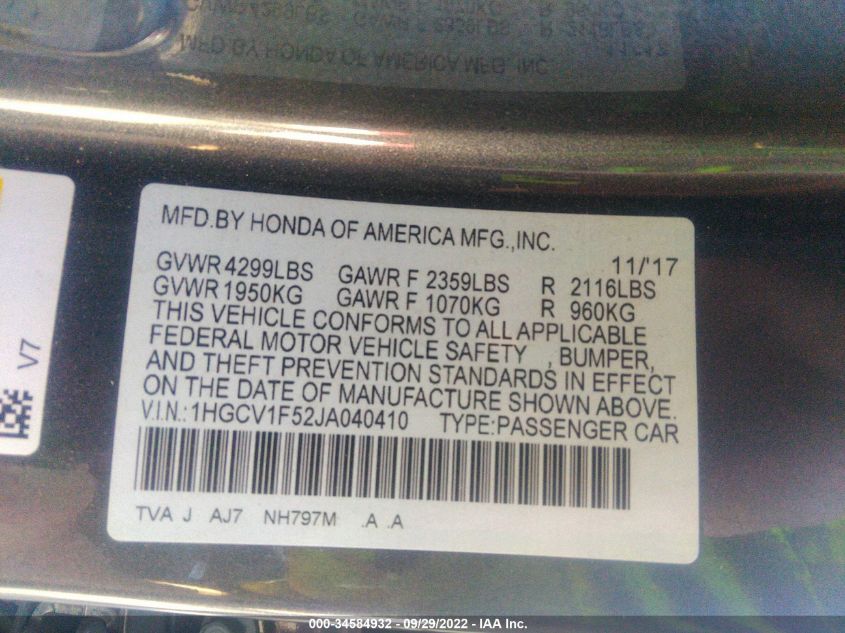 MFD.BY HONDA OF AMERICA MFG.,INC.
11/'17
GVWR 4299LBS GAWR F 2359LBS R 2116LBS
GVWR 1950KG GAWR F 1070KG R 960KG
THIS VEHICLE CONFORMS TO ALL APPLICABLE
FEDERAL MOTOR VEHICLE SAFETY , BUMPER,
AND THEFT PREVENTION STANDARDS IN EFFECT
ON THE DATE OF MANUFACTURE SHOWN ABOVE.
V.I.N.:1HGCV1F52JA040410 TYPE:PASSENGER CAR
TVA J AJ7 NH797M .A .A
V7
000-34584932 - 09/29/2022 - IAA Inc.